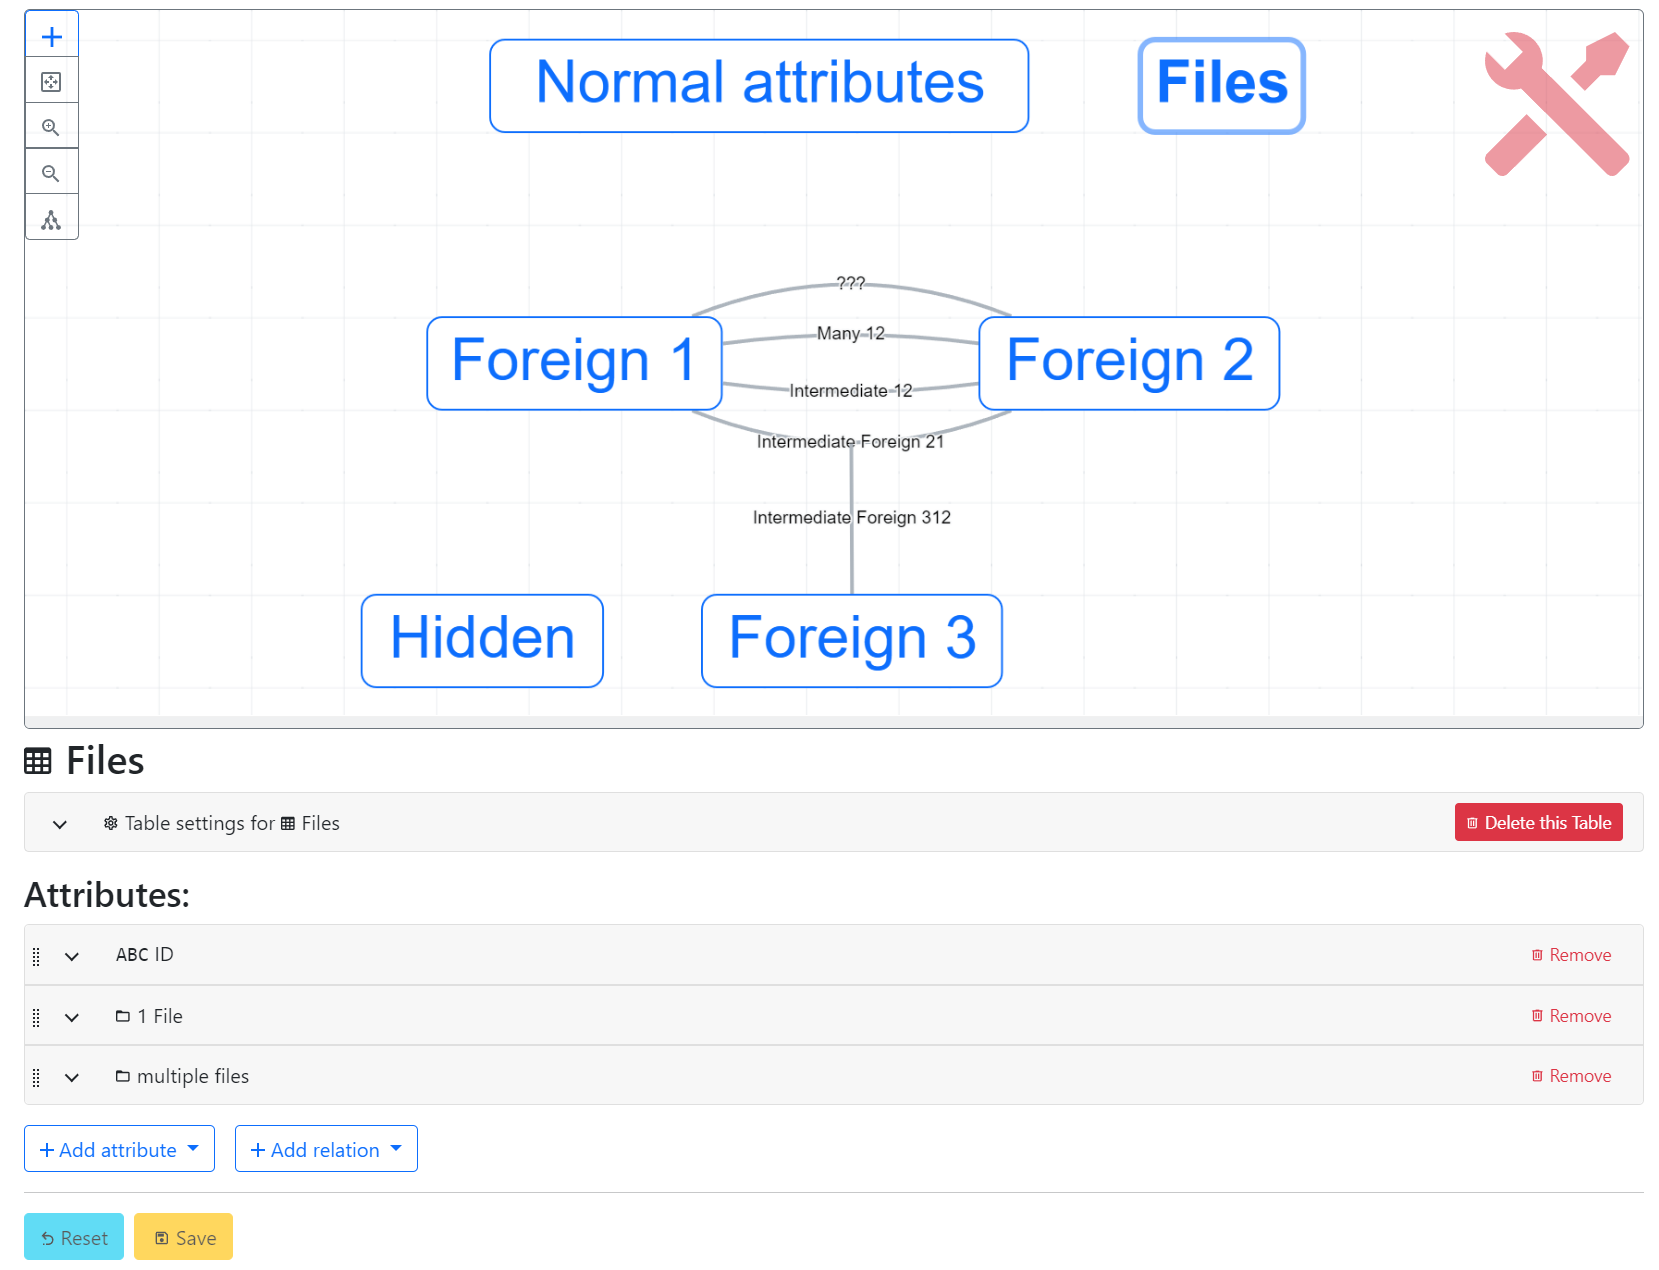 Normal attributes
Files
???
Many 12
Foreign 1
Foreign 2
Intermediate 12
Intermediate Foreign 21
Intermediate Foreign 312
Hidden
Foreign 3
Files
Table settings for Files
Delete this Table
Attributes:
ABC ID
Remove
1 File
Remove
multiple files
Remove
+ Add attribute
+ Add relation
Reset
Save